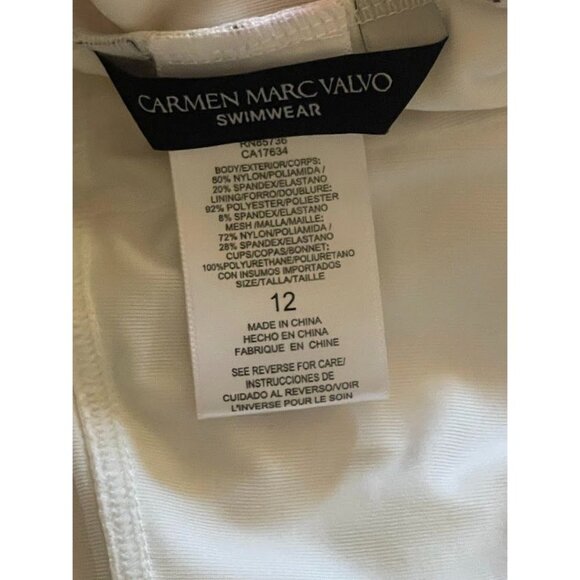 CARMEN MARC VALVO
SWIMWEAR
RN85736
CA17634
BODY/EXTERIOR/CORPS:
80% NYLON/POLIAMIDA /
20% SPANDEX/ELASTANO
LINING/FORRO/DOUBLURE:
92% POLYESTER/POLIESTER
8% SPANDEX/ELASTANO
MESH /MALLA/MAILLE:
72% NYLON/POLIAMIDA /
28% SPANDEX/ELASTANO
CUPS/COPAS/BONNET:
100%POLYURETHANE/POLIURETANO
CON INSUMOS IMPORTADOS
SIZE/TALLA/TAILLE
12
MADE IN CHINA
HECHO EN CHINA
FABRIQUE EN CHINE
SEE REVERSE FOR CARE/
INSTRUCCIONES DE
CUIDADO AL REVERSO/VOIR
L'INVERSE POUR LE SOIN